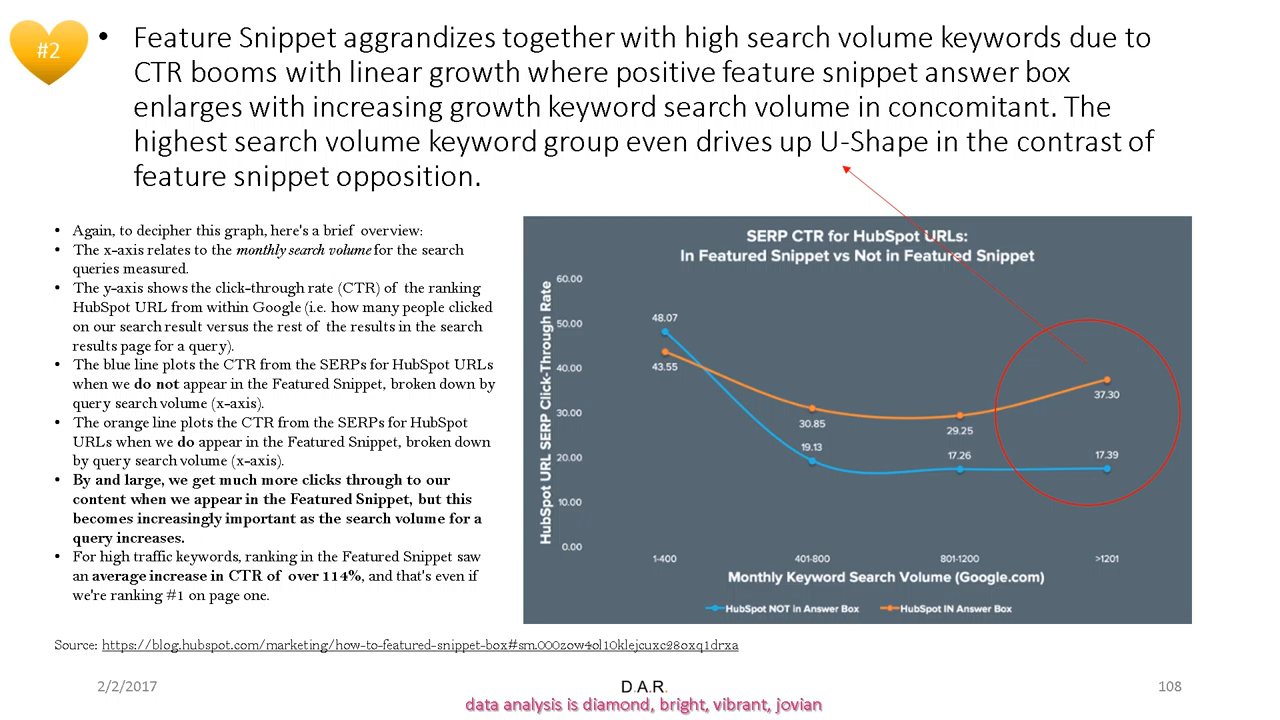 #2
• Feature Snippet aggrandizes together with high search volume keywords due to
CTR booms with linear growth where positive feature snippet answer box
enlarges with increasing growth keyword search volume in concomitant. The
highest search volume keyword group even drives up U-Shape in the contrast of
feature snippet opposition.
• Again, to decipher this graph, here's a brief overview:
• The x-axis relates to the monthly search volume for the search
queries measured.
• The y-axis shows the click-through rate (CTR) of the ranking
HubSpot URL from within Google (i.e. how many people clicked
on our search result versus the rest of the results in the search
results page for a query).
• The blue line plots the CTR from the SERPs for HubSpot URLs
when we do not appear in the Featured Snippet, broken down by
query search volume (x-axis).
• The orange line plots the CTR from the SERPs for HubSpot
URLs when we do appear in the Featured Snippet, broken down
by query search volume (x-axis).
• By and large, we get much more clicks through to our
content when we appear in the Featured Snippet, but this
becomes increasingly important as the search volume for a
query increases.
• For high traffic keywords, ranking in the Featured Snippet saw
an average increase in CTR of over 114%, and that's even if
we're ranking #1 on page one.
SERP CTR for HubSpot URLs:
In Featured Snippet vs Not in Featured Snippet
HubSpot URL SERP Click-Through Rate
60.00
50.00
40.00
30.00
20.00
10.00
0.00
48.07
43.55
30.85
19.13
29.25
17.26
37.30
17.39
1-400
401-800
801-1200
>1201
Monthly Keyword Search Volume (Google.com)
HubSpot NOT in Answer Box
HubSpot IN Answer Box
Source: https://blog.hubspot.com/marketing/how-to-featured-snippet-box#sm.000zow4ol10klejcuxc28oxq1drxa
2/2/2017
D.A.R.
108
data analysis is diamond, bright, vibrant, jovian